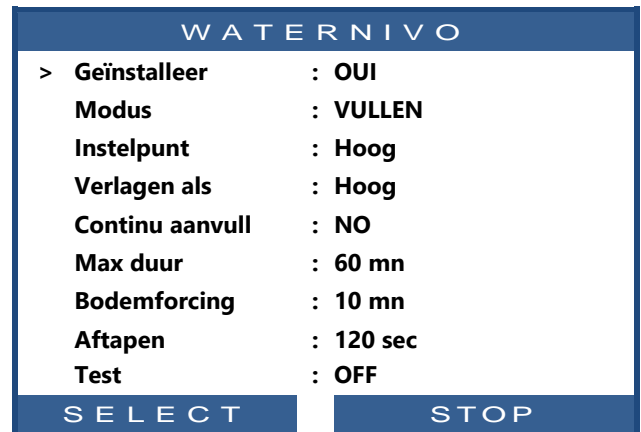 WATERNIVO
> Geïnstalleer : OUI
Modus : VULLEN
Instelpunt : Hoog
Verlagen als : Hoog
Continu aanvull : NO
Max duur : 60 mn
Bodemforcing : 10 mn
Aftapen : 120 sec
Test : OFF
SELECT STOP